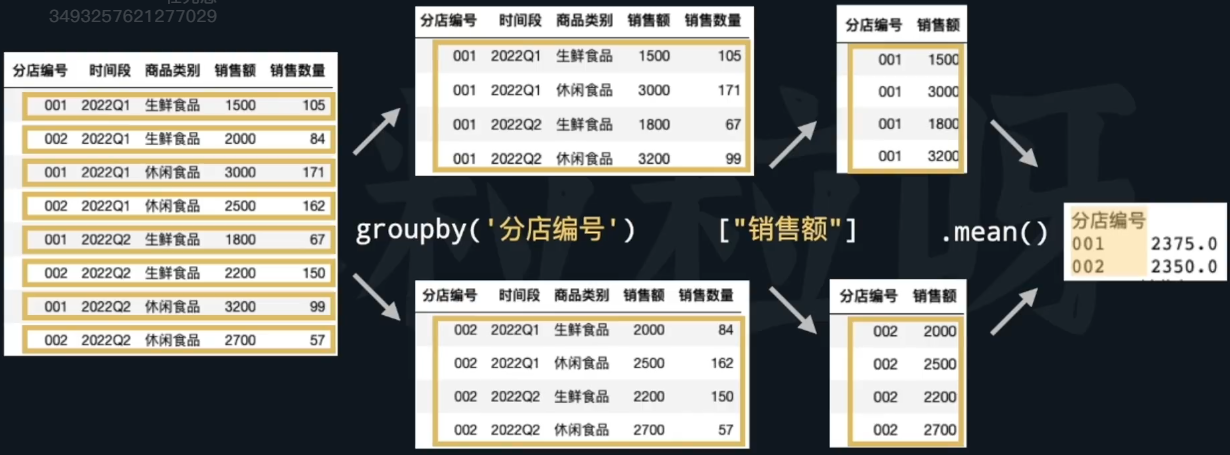 3493257621277029
分店编号 时间段 商品类别 销售额 销售数量
001 2022Q1 生鲜食品 1500 105
002 2022Q1 生鲜食品 2000 84
001 2022Q1 休闲食品 3000 171
002 2022Q1 休闲食品 2500 162
001 2022Q2 生鲜食品 1800 67
002 2022Q2 生鲜食品 2200 150
001 2022Q2 休闲食品 3200 99
002 2022Q2 休闲食品 2700 57
分店编号 时间段 商品类别 销售额 销售数量
001 2022Q1 生鲜食品 1500 105
001 2022Q1 休闲食品 3000 171
001 2022Q2 生鲜食品 1800 67
001 2022Q2 休闲食品 3200 99
分店编号 销售额
001 1500
001 3000
001 1800
001 3200
groupby('分店编号') ["销售额"] .mean()
分店编号
001 2375.0
002 2350.0
分店编号 时间段 商品类别 销售额 销售数量
002 2022Q1 生鲜食品 2000 84
002 2022Q1 休闲食品 2500 162
002 2022Q2 生鲜食品 2200 150
002 2022Q2 休闲食品 2700 57
分店编号 销售额
002 2000
002 2500
002 2200
002 2700